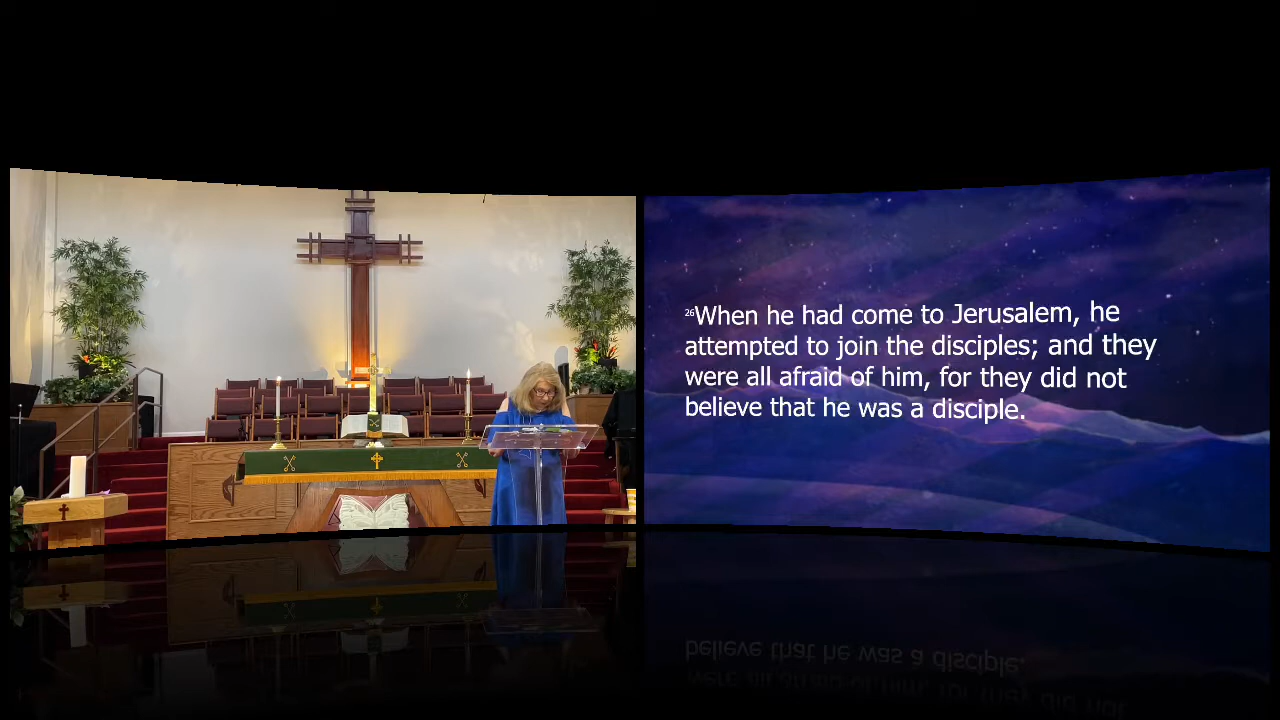 26When he had come to Jerusalem, he
attempted to join the disciples; and they
were all afraid of him, for they did not
believe that he was a disciple.